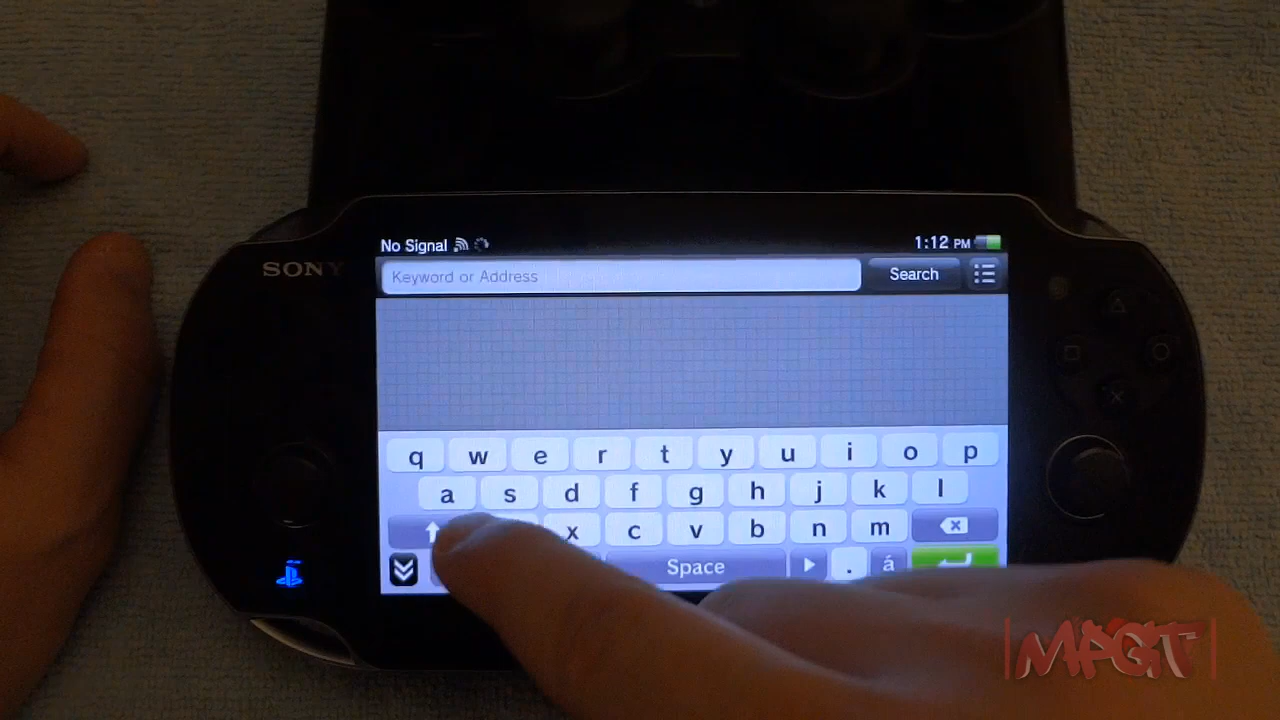 SONY
No Signal
1:12 PM
Keyword or Address
Search
q w e r t y u i o p
a s d f g h j k l
x c v b n m
Space . á
MPGT